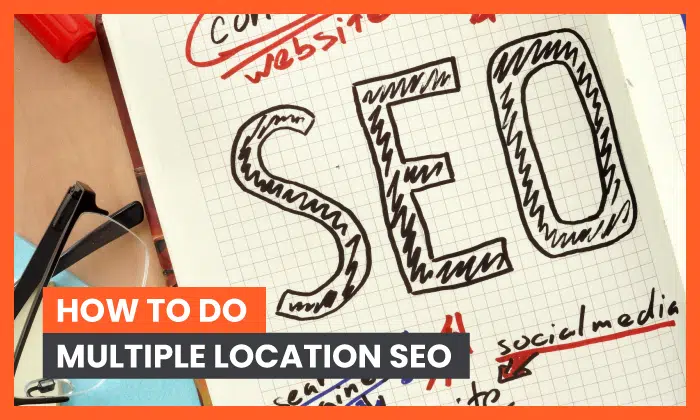 website
SEO
socialmedia
HOW TO DO
MULTIPLE LOCATION SEO